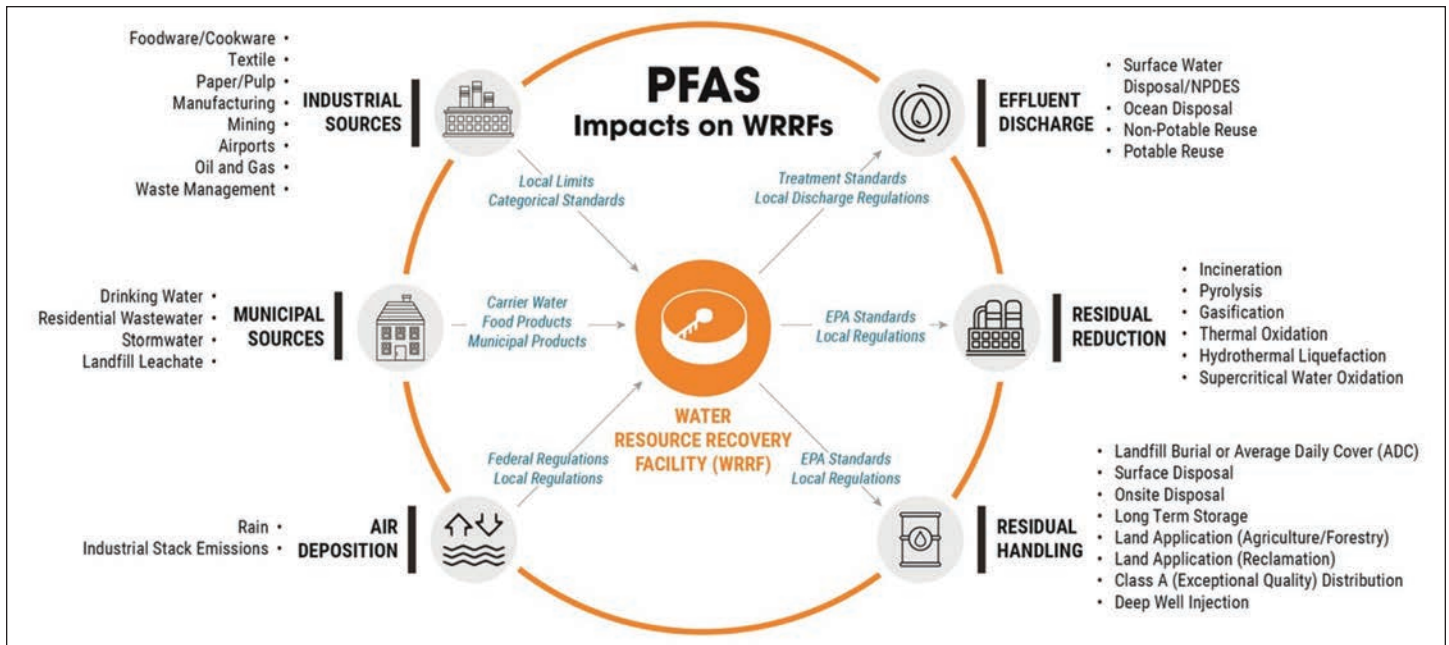 PFAS
Impacts on WRRFs
Foodware/Cookware •
Textile •
Paper/Pulp •
Manufacturing •
Mining •
Airports •
Oil and Gas •
Waste Management •
INDUSTRIAL
SOURCES
Local Limits
Categorical Standards
Drinking Water •
Residential Wastewater •
Stormwater •
Landfill Leachate •
MUNICIPAL
SOURCES
Carrier Water
Food Products
Municipal Products
Rain •
Industrial Stack Emissions •
AIR
DEPOSITION
Federal Regulations
Local Regulations
WATER
RESOURCE RECOVERY
FACILITY (WRRF)
Treatment Standards
Local Discharge Regulations
EFFLUENT
DISCHARGE
• Surface Water
Disposal/NPDES
• Ocean Disposal
• Non-Potable Reuse
• Potable Reuse
EPA Standards
Local Regulations
RESIDUAL
REDUCTION
• Incineration
• Pyrolysis
• Gasification
• Thermal Oxidation
• Hydrothermal Liquefaction
• Supercritical Water Oxidation
EPA Standards
Local Regulations
RESIDUAL
HANDLING
• Landfill Burial or Average Daily Cover (ADC)
• Surface Disposal
• Onsite Disposal
• Long Term Storage
• Land Application (Agriculture/Forestry)
• Land Application (Reclamation)
• Class A (Exceptional Quality) Distribution
• Deep Well Injection